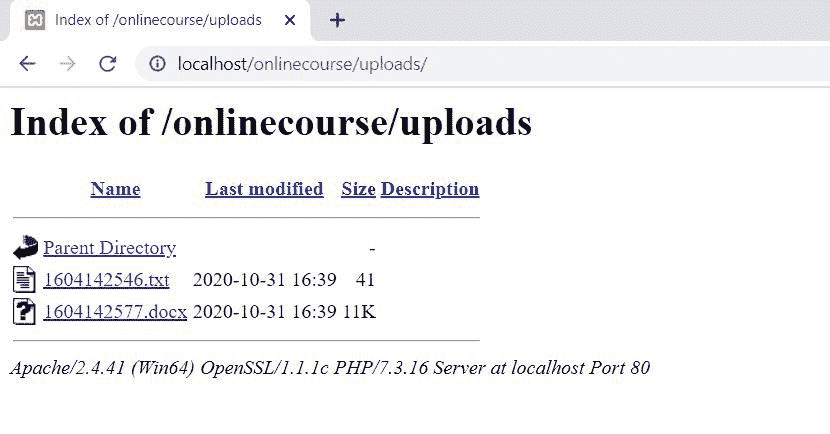 Index of /onlinecourse/uploads
localhost/onlinecourse/uploads/
Index of /onlinecourse/uploads
Name Last modified Size Description
Parent Directory -
1604142546.txt 2020-10-31 16:39 41
1604142577.docx 2020-10-31 16:39 11K
Apache/2.4.41 (Win64) OpenSSL/1.1.1c PHP/7.3.16 Server at localhost Port 80